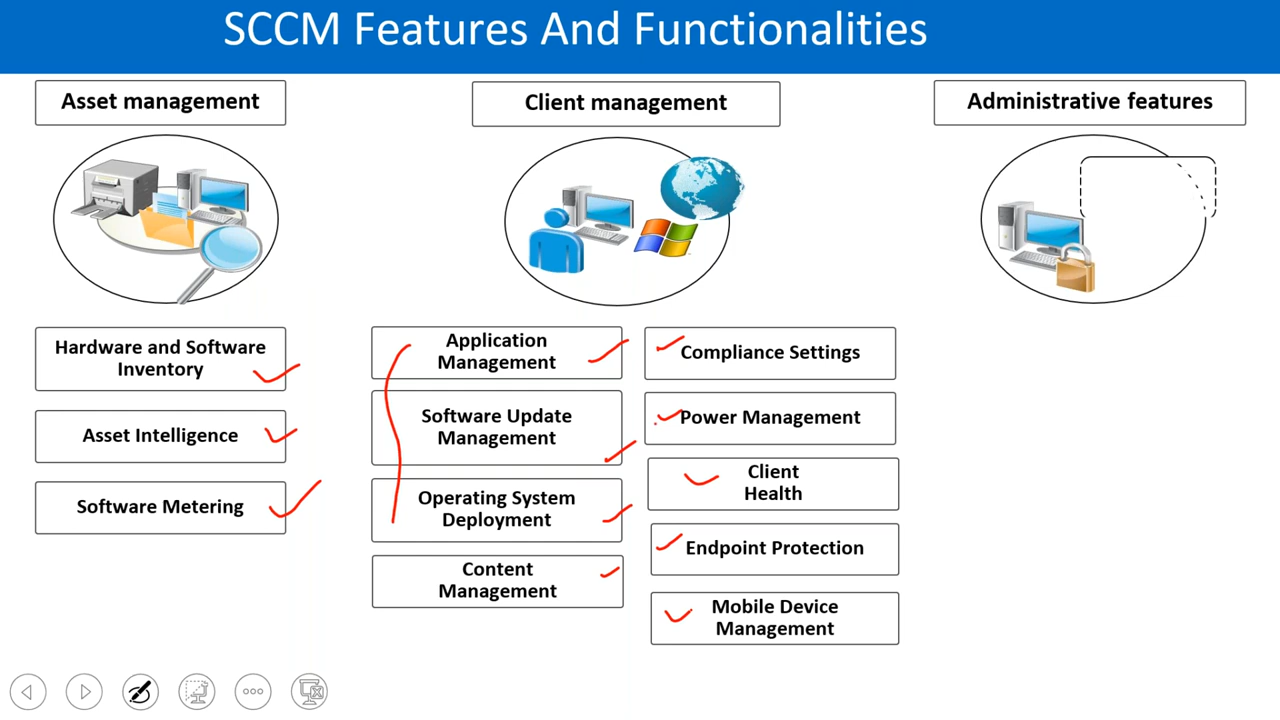 SCCM Features And Functionalities
Asset management
Hardware and Software
Inventory
Asset Intelligence
Software Metering
Client management
Application
Management
Software Update
Management
Operating System
Deployment
Content
Management
Compliance Settings
Power Management
Client
Health
Endpoint Protection
Mobile Device
Management
Administrative features